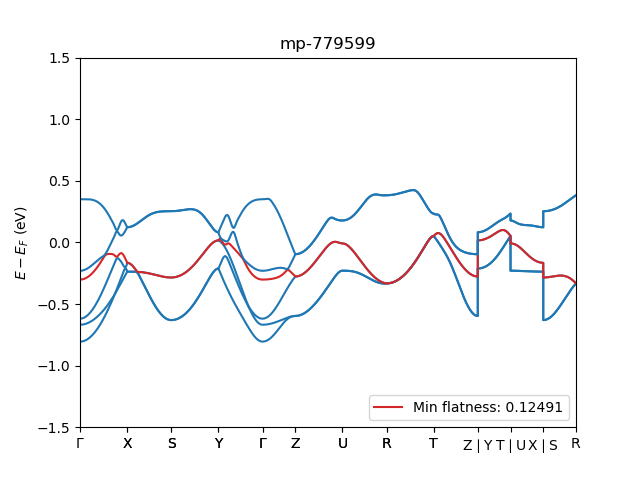 mp-779599
E − E_F (eV)
1.5
1.0
0.5
0.0
−0.5
−1.0
−1.5
Min flatness: 0.12491
Γ X S Y Γ Z U R T Z | Y T | U X | S R